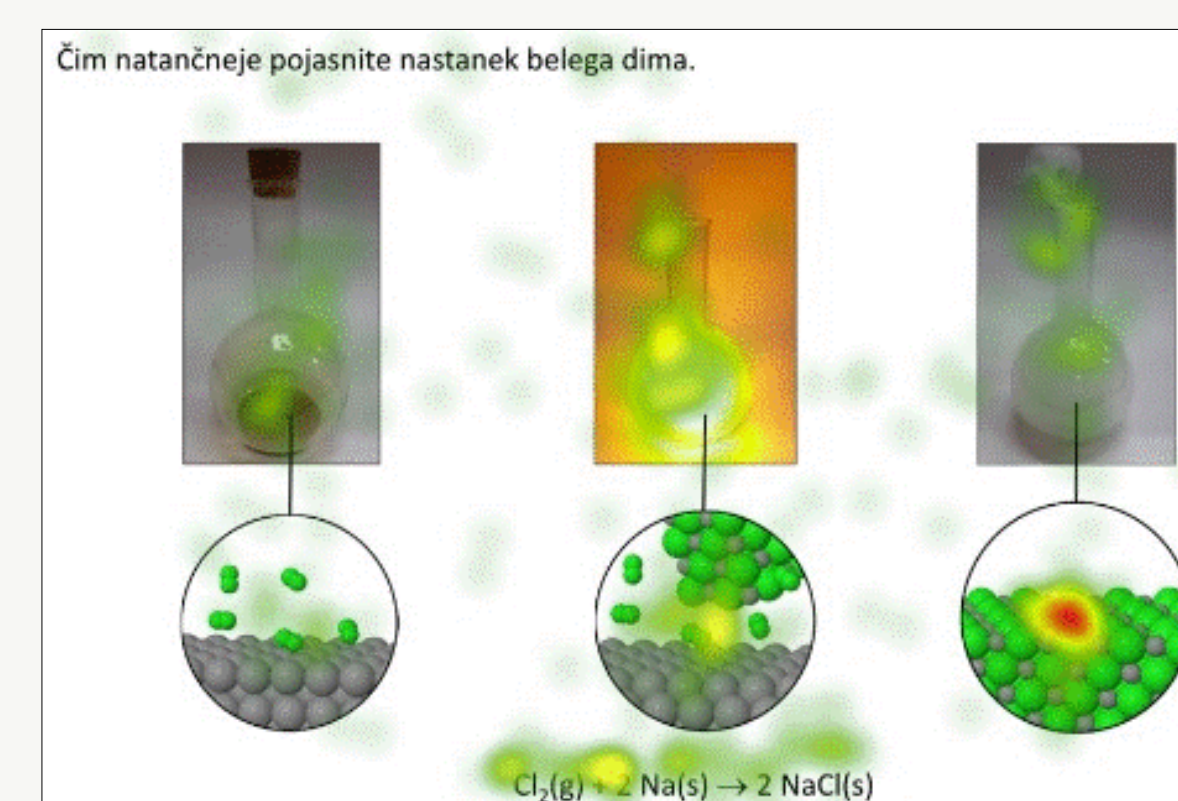 Čim natančneje pojasnite nastanek belega dima.
Cl₂(g) + 2 Na(s) → 2 NaCl(s)